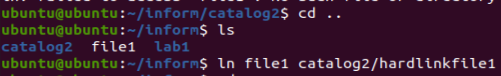 ubuntu@ubuntu:~/inform/catalog2$ cd ..
ubuntu@ubuntu:~/inform$ ls
catalog2 file1 lab1
ubuntu@ubuntu:~/inform$ ln file1 catalog2/hardlinkfile1